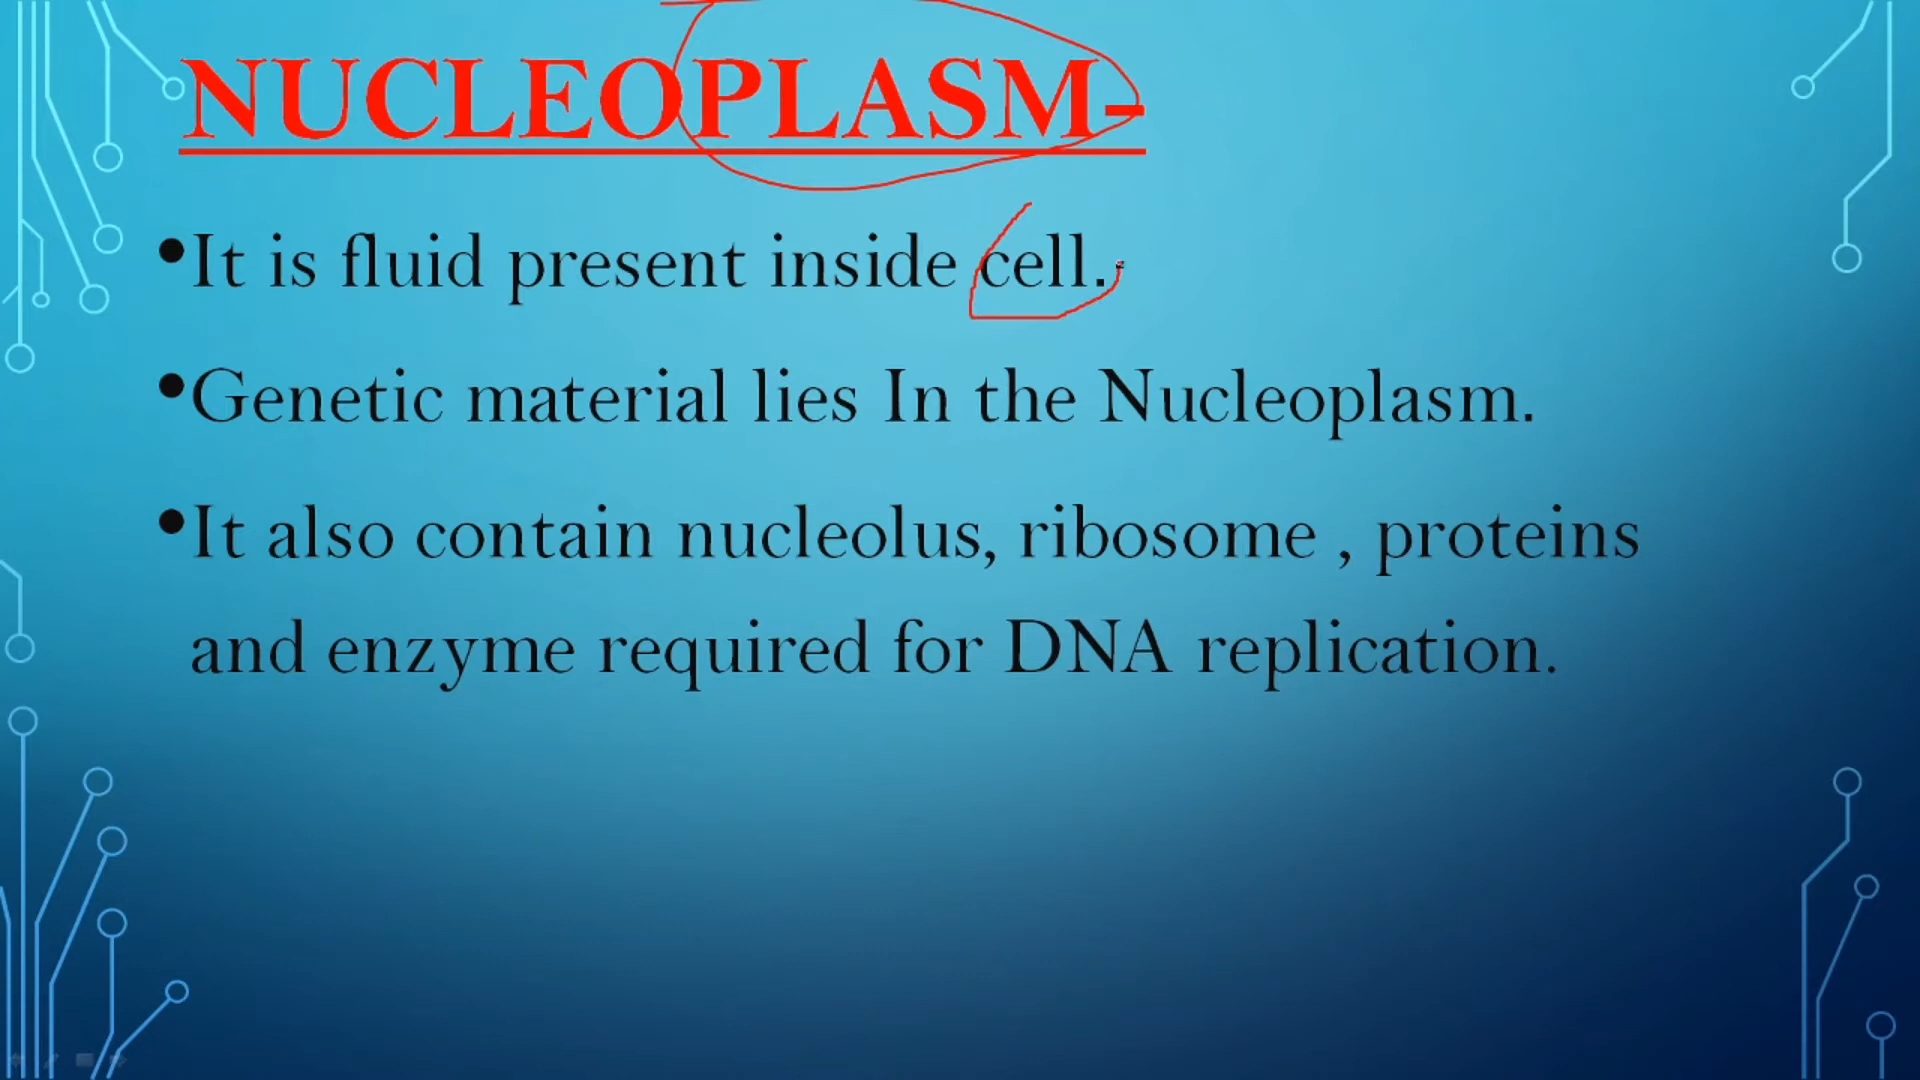 NUCLEOPLASM-
•It is fluid present inside cell.
•Genetic material lies In the Nucleoplasm.
•It also contain nucleolus, ribosome , proteins
and enzyme required for DNA replication.